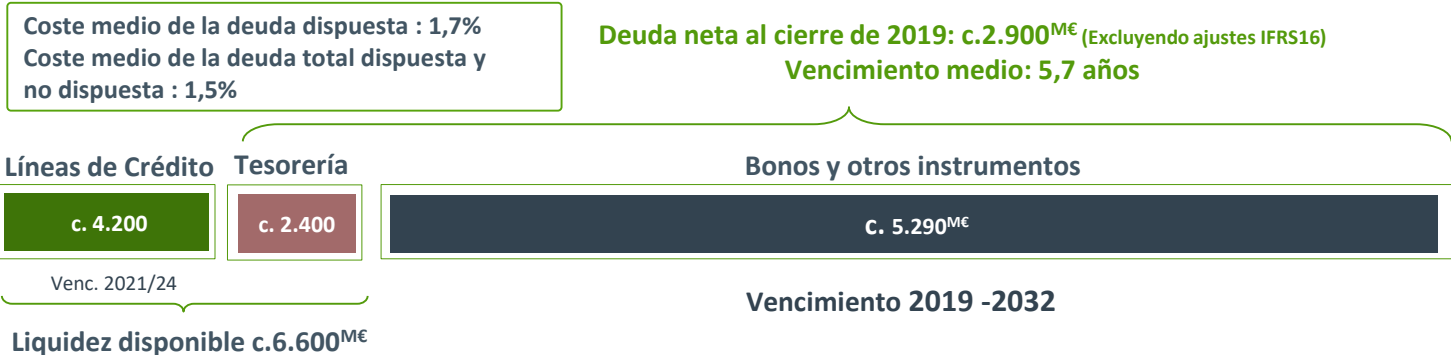 Coste medio de la deuda dispuesta : 1,7%
Coste medio de la deuda total dispuesta y
no dispuesta : 1,5%
Deuda neta al cierre de 2019: c.2.900M€ (Excluyendo ajustes IFRS16)
Vencimiento medio: 5,7 años
Líneas de Crédito
Tesorería
Bonos y otros instrumentos
c. 4.200
c. 2.400
c. 5.290M€
Venc. 2021/24
Vencimiento 2019 -2032
Liquidez disponible c.6.600M€